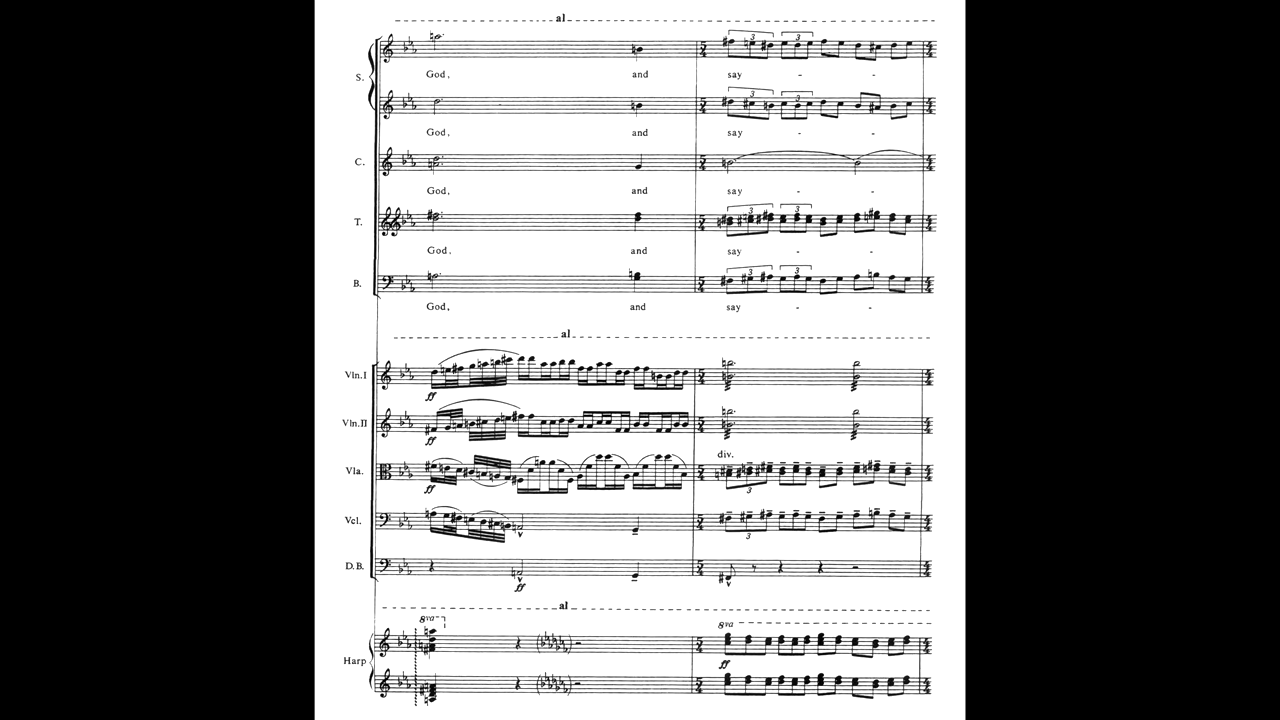 al
S.
God, and say - -
God, and say - -
C.
God, and say - -
T.
God, and say - -
B.
God, and say - -
al
Vln.I
ff
Vln.II
ff
div.
Vla.
ff
Vcl.
D.B.
ff
al
8va
8va
Harp
ff